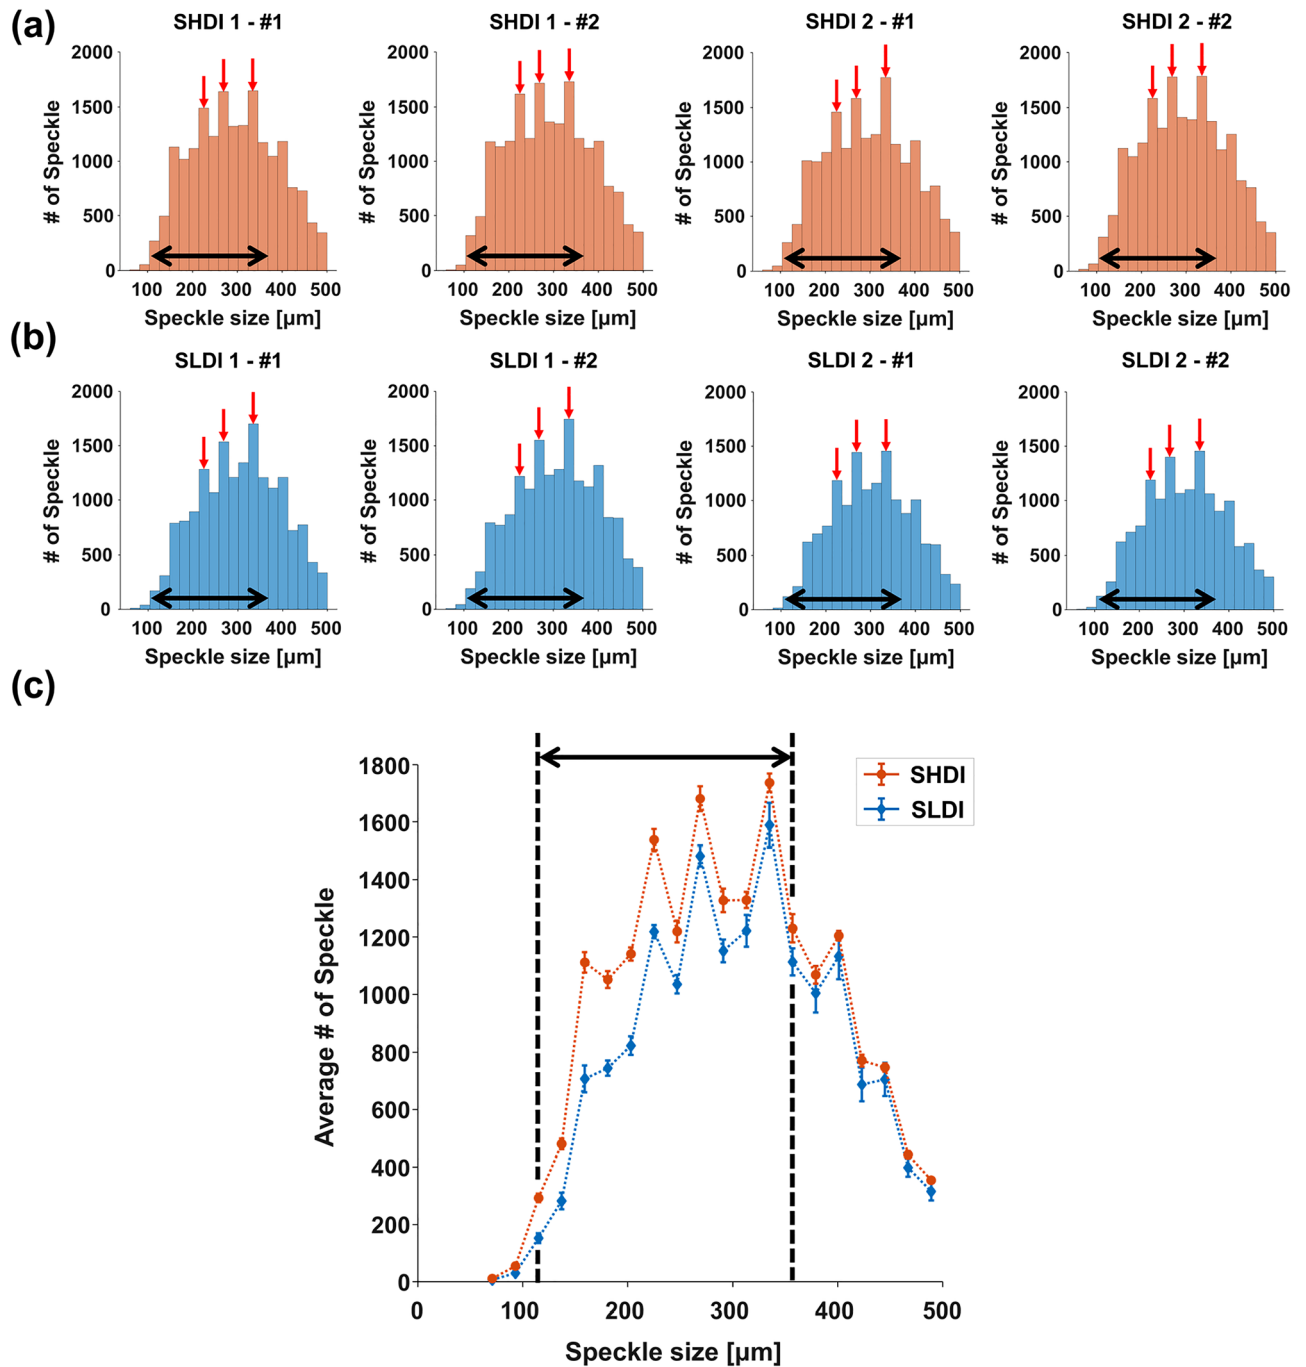 (a)
SHDI 1 - #1
SHDI 1 - #2
SHDI 2 - #1
SHDI 2 - #2
2000
1500
1000
500
0
# of Speckle
100 200 300 400 500
Speckle size [µm]
2000
1500
1000
500
0
# of Speckle
100 200 300 400 500
Speckle size [µm]
2000
1500
1000
500
0
# of Speckle
100 200 300 400 500
Speckle size [µm]
2000
1500
1000
500
0
# of Speckle
100 200 300 400 500
Speckle size [µm]
(b)
SLDI 1 - #1
SLDI 1 - #2
SLDI 2 - #1
SLDI 2 - #2
2000
1500
1000
500
0
# of Speckle
100 200 300 400 500
Speckle size [µm]
2000
1500
1000
500
0
# of Speckle
100 200 300 400 500
Speckle size [µm]
2000
1500
1000
500
0
# of Speckle
100 200 300 400 500
Speckle size [µm]
2000
1500
1000
500
0
# of Speckle
100 200 300 400 500
Speckle size [µm]
(c)
SHDI
SLDI
1800
1600
1400
1200
1000
800
600
400
200
0
Average # of Speckle
0 100 200 300 400 500
Speckle size [µm]